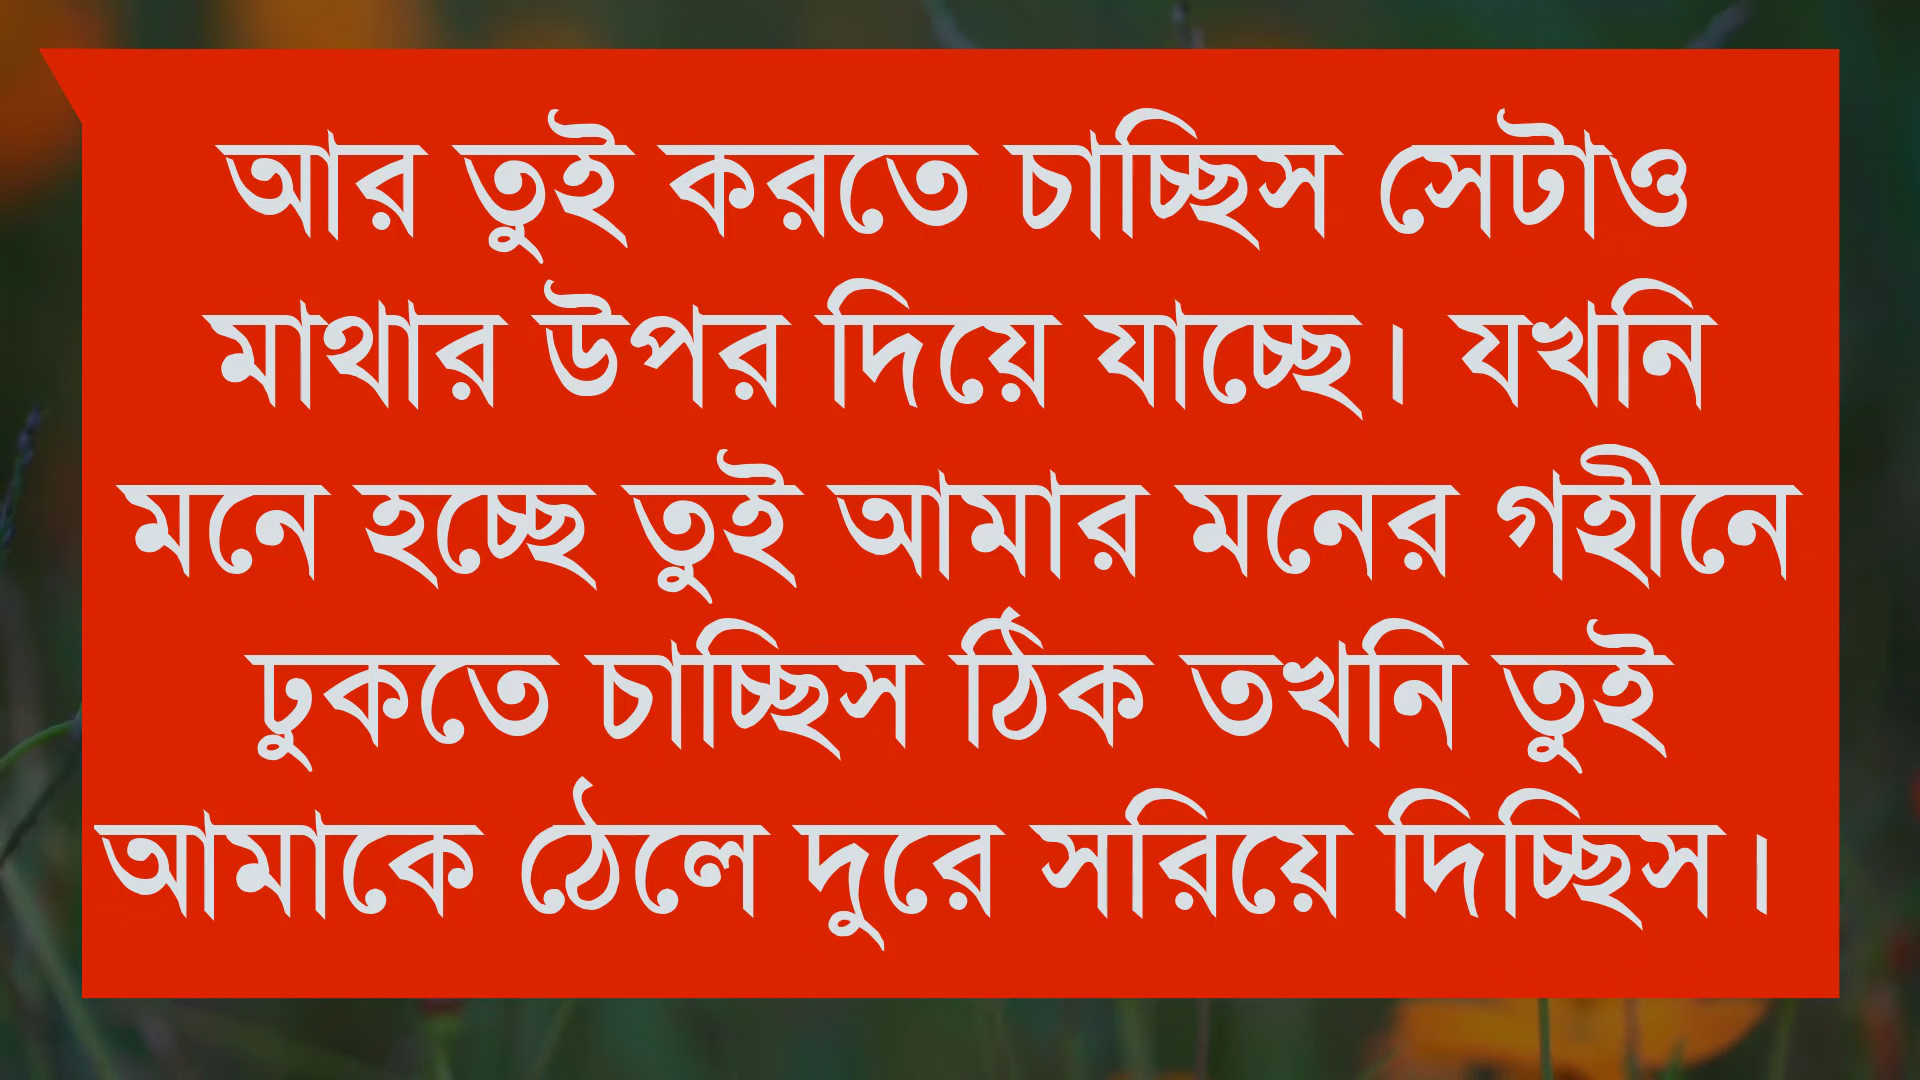 আর তুই করতে চাচ্ছিস সেটাও
মাথার উপর দিয়ে যাচ্ছে। যখনি
মনে হচ্ছে তুই আমার মনের গহীনে
ঢুকতে চাচ্ছিস ঠিক তখনি তুই
আমাকে ঠেলে দুরে সরিয়ে দিচ্ছিস।